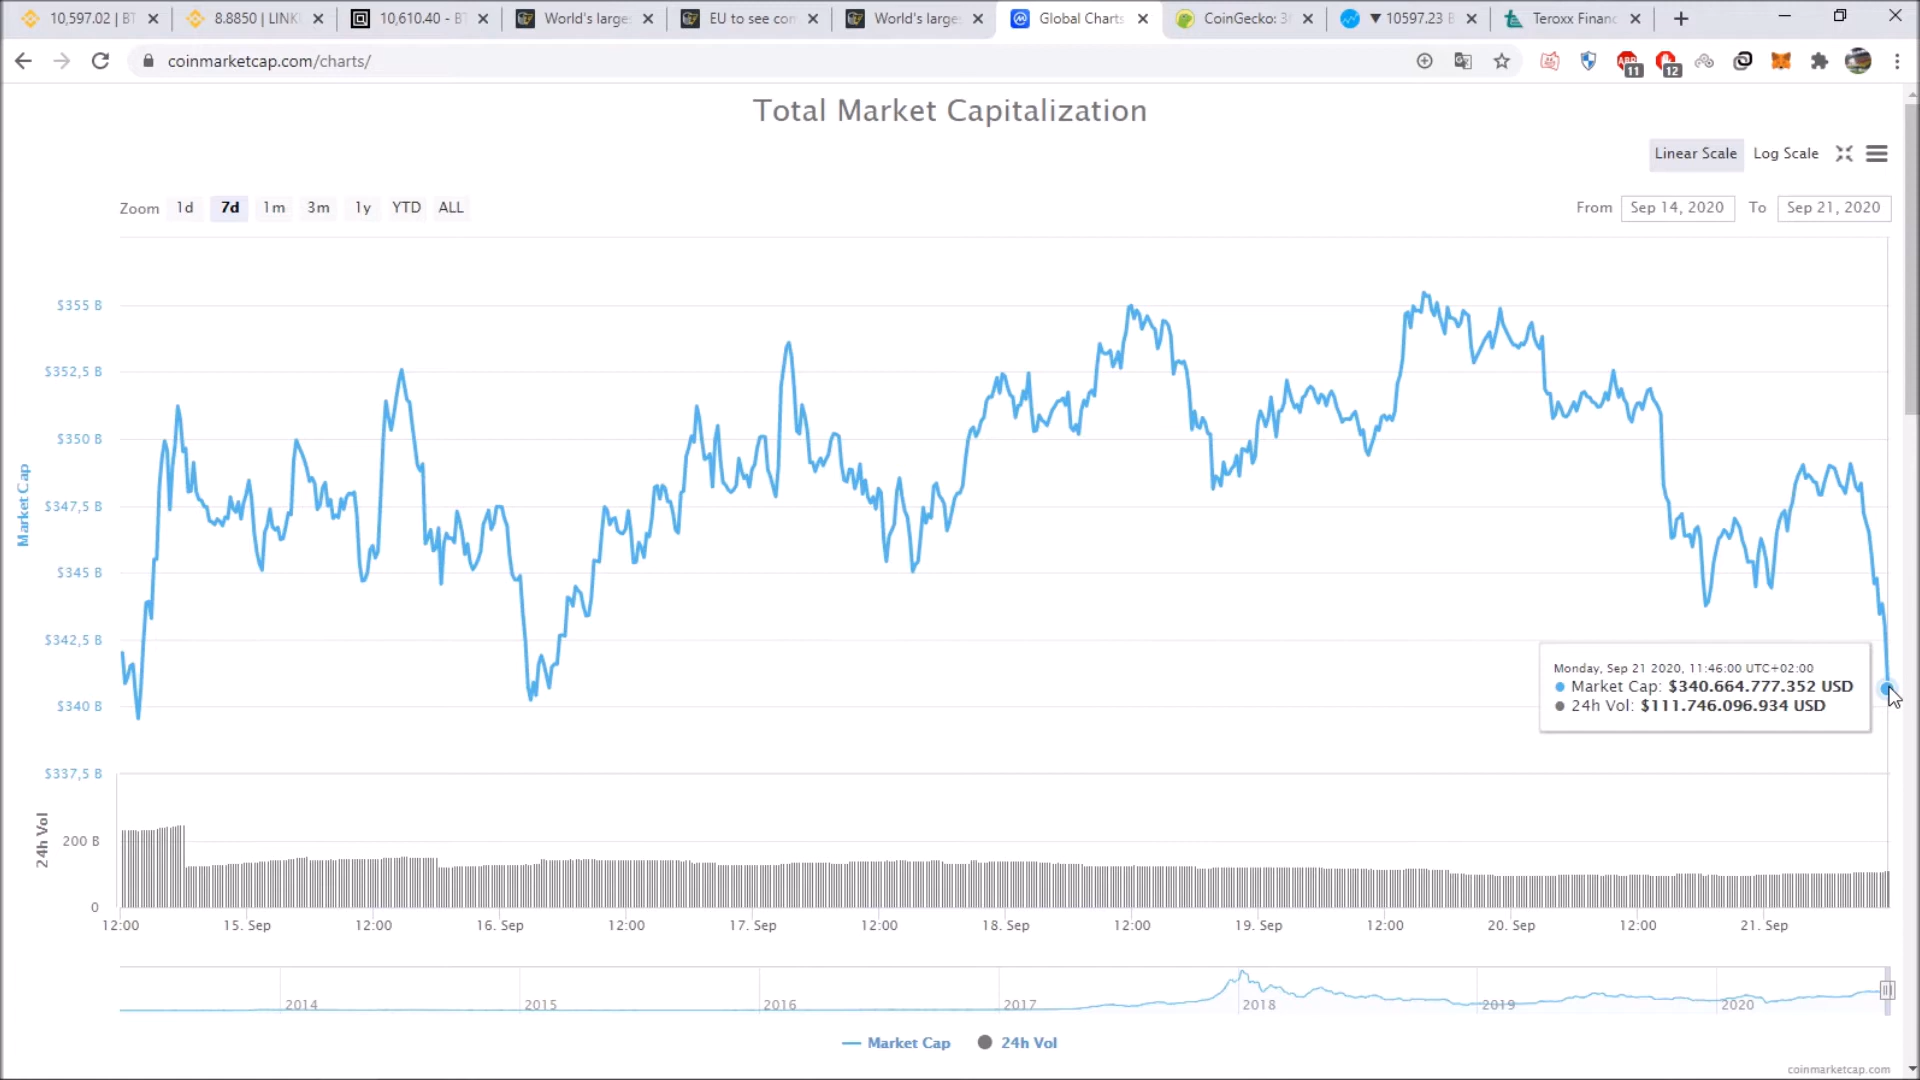 10,597.02 | BT
8.8850 | LINK
10,610.40 - BT
World's large
EU to see com
World's large
Global Charts
CoinGecko: 3
▼ 10597.23 B
Teroxx Financ
coinmarketcap.com/charts/
11
12
Total Market Capitalization
Linear Scale Log Scale
Zoom 1d 7d 1m 3m 1y YTD ALL
From Sep 14, 2020 To Sep 21, 2020
$355 B
$352,5 B
$350 B
$347,5 B
$345 B
$342,5 B
$340 B
$337,5 B
Market Cap
Monday, Sep 21 2020, 11:46:00 UTC+02:00
Market Cap: $340.664.777.352 USD
24h Vol: $111.746.096.934 USD
24h Vol
200 B
0
12:00 15. Sep 12:00 16. Sep 12:00 17. Sep 12:00 18. Sep 12:00 19. Sep 12:00 20. Sep 12:00 21. Sep
2014 2015 2016 2017 2018 2019 2020
Market Cap 24h Vol
coinmarketcap.com